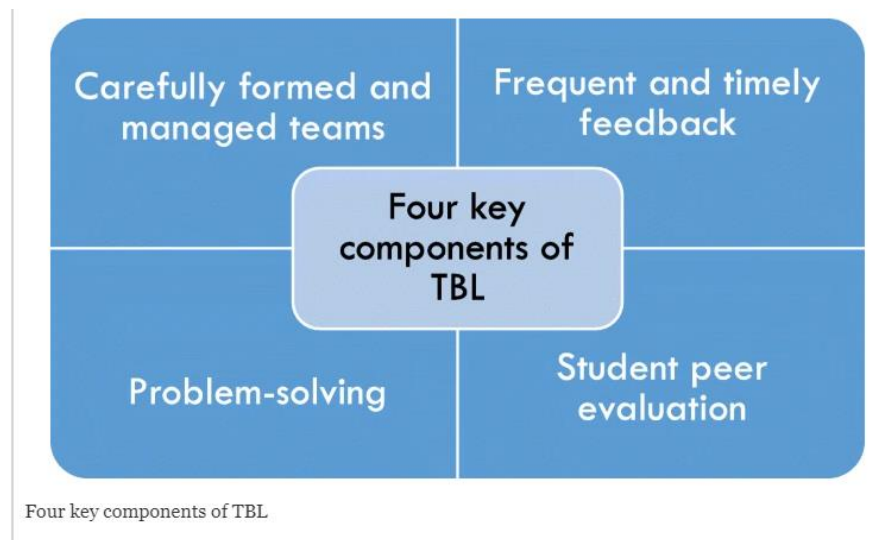 Carefully formed and
managed teams
Frequent and timely
feedback
Four key
components of
TBL
Problem-solving
Student peer
evaluation
Four key components of TBL